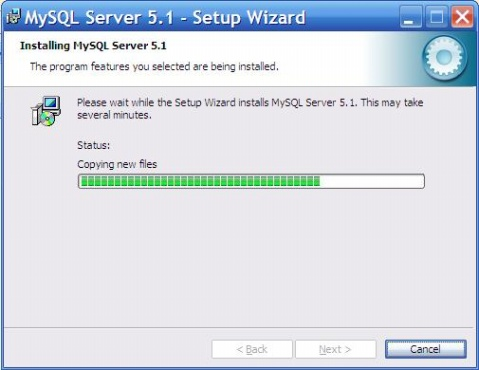 MySQL Server 5.1 - Setup Wizard
Installing MySQL Server 5.1
The program features you selected are being installed.
Please wait while the Setup Wizard installs MySQL Server 5.1. This may take
several minutes.
Status:
Copying new files
< Back Next > Cancel